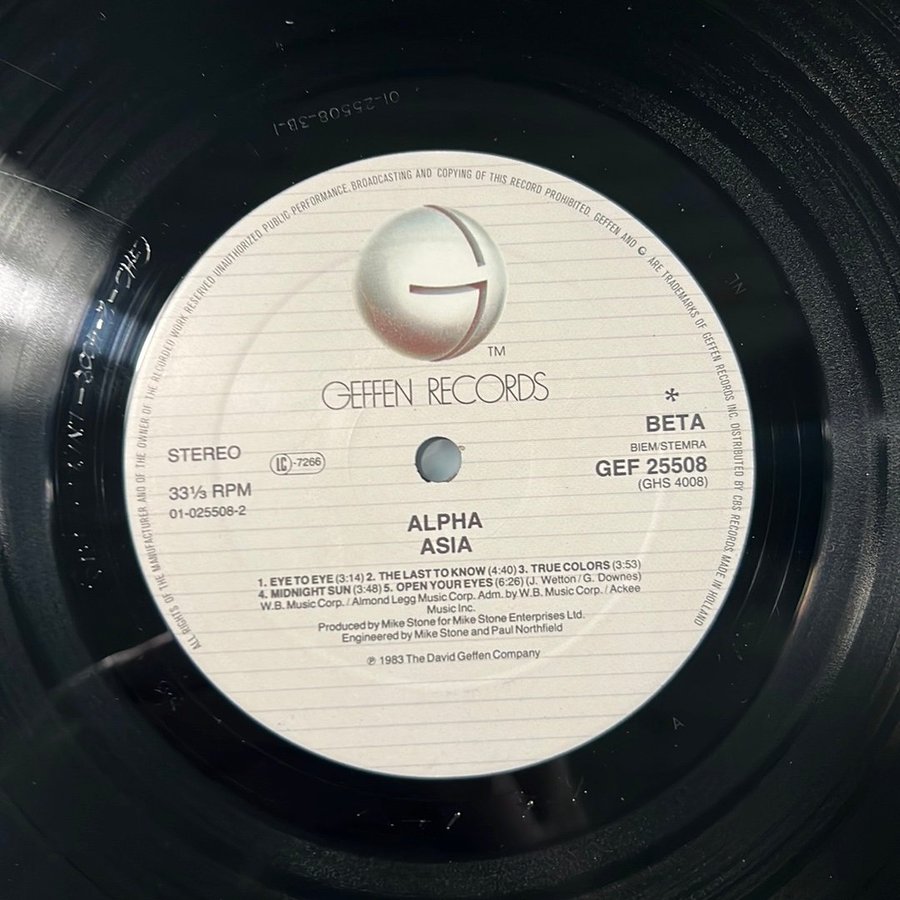 01-25508-3B-1
ALL RIGHTS OF THE MANUFACTURER AND OF THE OWNER OF THE RECORDED WORK RESERVED UNAUTHORIZED PUBLIC PERFORMANCE, BROADCASTING AND COPYING OF THIS RECORD PROHIBITED. GEFFEN AND G ARE TRADEMARKS OF GEFFEN RECORDS INC. DISTRIBUTED BY CBS RECORDS MADE IN HOLLAND
TM
GEFFEN RECORDS
*
BETA
BIEM/STEMRA
GEF 25508
(GHS 4008)
STEREO
LC-7266
33⅓ RPM
01-025508-2
ALPHA
ASIA
1. EYE TO EYE (3:14) 2. THE LAST TO KNOW (4:40) 3. TRUE COLORS (3:53)
4. MIDNIGHT SUN (3:48) 5. OPEN YOUR EYES (6:26) (J. Wetton / G. Downes)
W.B. Music Corp. / Almond Legg Music Corp. Adm. by W.B. Music Corp. / Ackee
Music Inc.
Produced by Mike Stone for Mike Stone Enterprises Ltd.
Engineered by Mike Stone and Paul Northfield
℗ 1983 The David Geffen Company
A